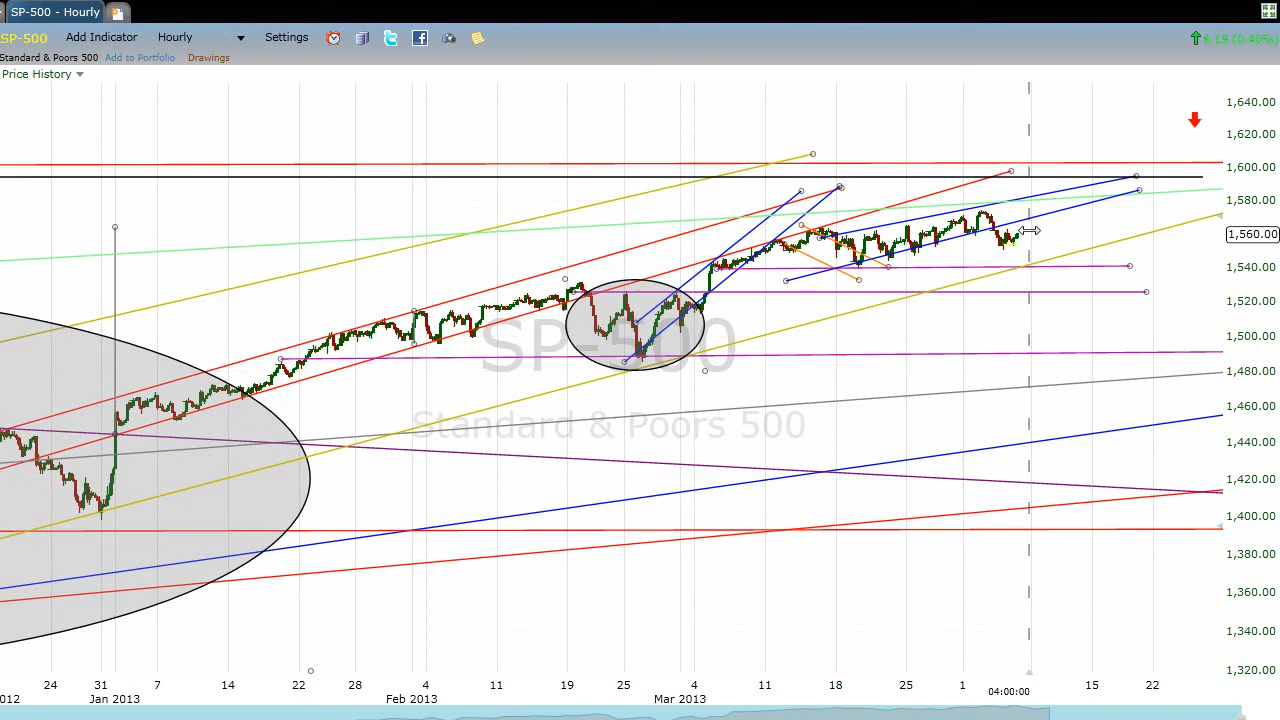 SP-500 - Hourly
SP-500 Add Indicator Hourly Settings 6.19 (0.40%)
Standard & Poors 500 Add to Portfolio Drawings
Price History
1,640.00
1,620.00
1,600.00
1,580.00
1,560.00
1,540.00
1,520.00
1,500.00
1,480.00
1,460.00
1,440.00
1,420.00
1,400.00
1,380.00
1,360.00
1,340.00
1,320.00
SP-500
Standard & Poors 500
24 31 7 14 22 28 4 11 19 25 4 11 18 25 1 04:00:00 15 22
2012 Jan 2013 Feb 2013 Mar 2013